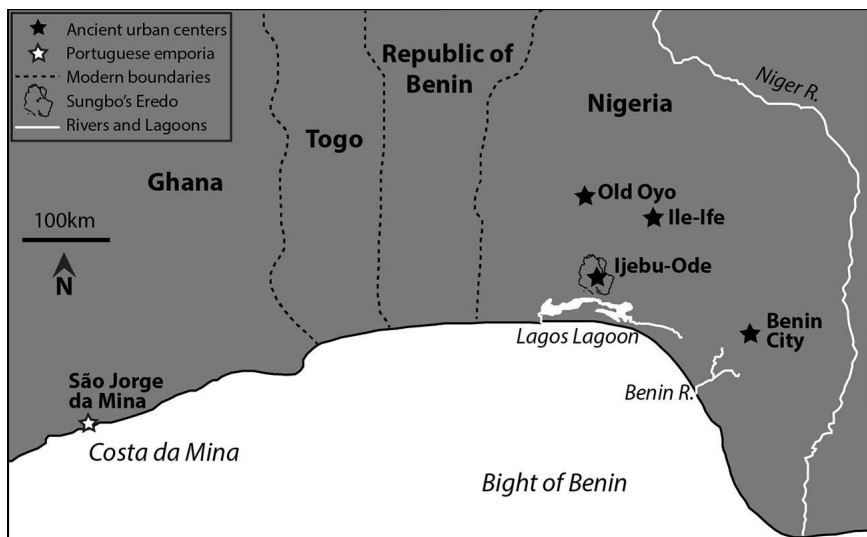 Ancient urban centers
Portuguese emporia
Modern boundaries
Sungbo's Eredo
Rivers and Lagoons
Republic of
Benin
Nigeria
Niger R.
Togo
Ghana
100km
N
Old Oyo
Ile-Ife
Ijebu-Ode
Lagos Lagoon
Benin
City
Benin R.
São Jorge
da Mina
Costa da Mina
Bight of Benin